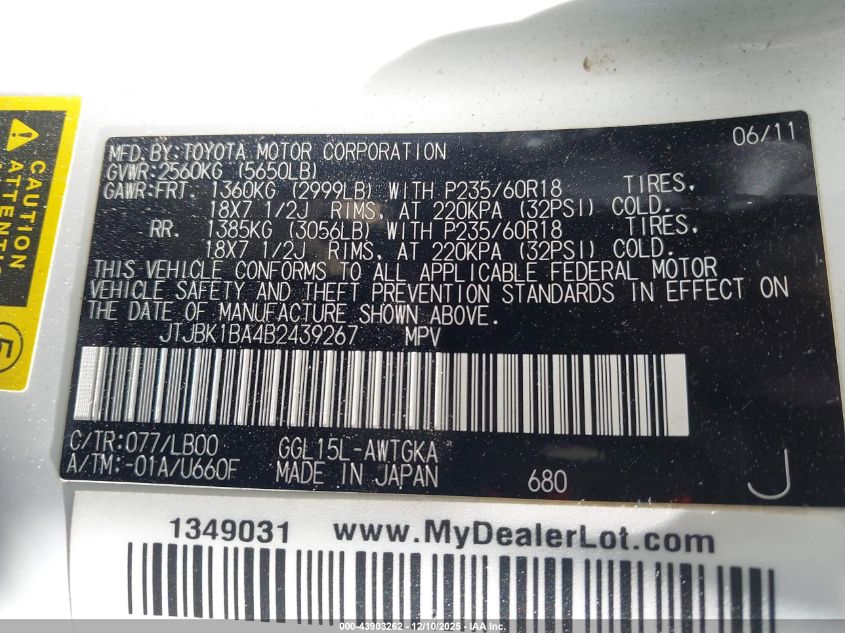 CAUTION
ATTENTIO
MFD.BY:TOYOTA MOTOR CORPORATION 06/11
GVWR:2560KG (5650LB)
GAWR:FRT. 1360KG (2999LB) WITH P235/60R18 TIRES.
18X7 1/2J RIMS, AT 220KPA (32PSI) COLD.
RR. 1385KG (3056LB) WITH P235/60R18 TIRES.
18X7 1/2J RIMS, AT 220KPA (32PSI) COLD.
THIS VEHICLE CONFORMS TO ALL APPLICABLE FEDERAL MOTOR
VEHICLE SAFETY AND THEFT PREVENTION STANDARDS IN EFFECT ON
THE DATE OF MANUFACTURE SHOWN ABOVE.
JTJBK1BA4B2439267 MPV
C/TR:077/LB00 GGL15L-AWTGKA
A/TM:-01A/U660F MADE IN JAPAN 680 J
1349031 www.MyDealerLot.com
000-43903262 - 12/10/2025 - US